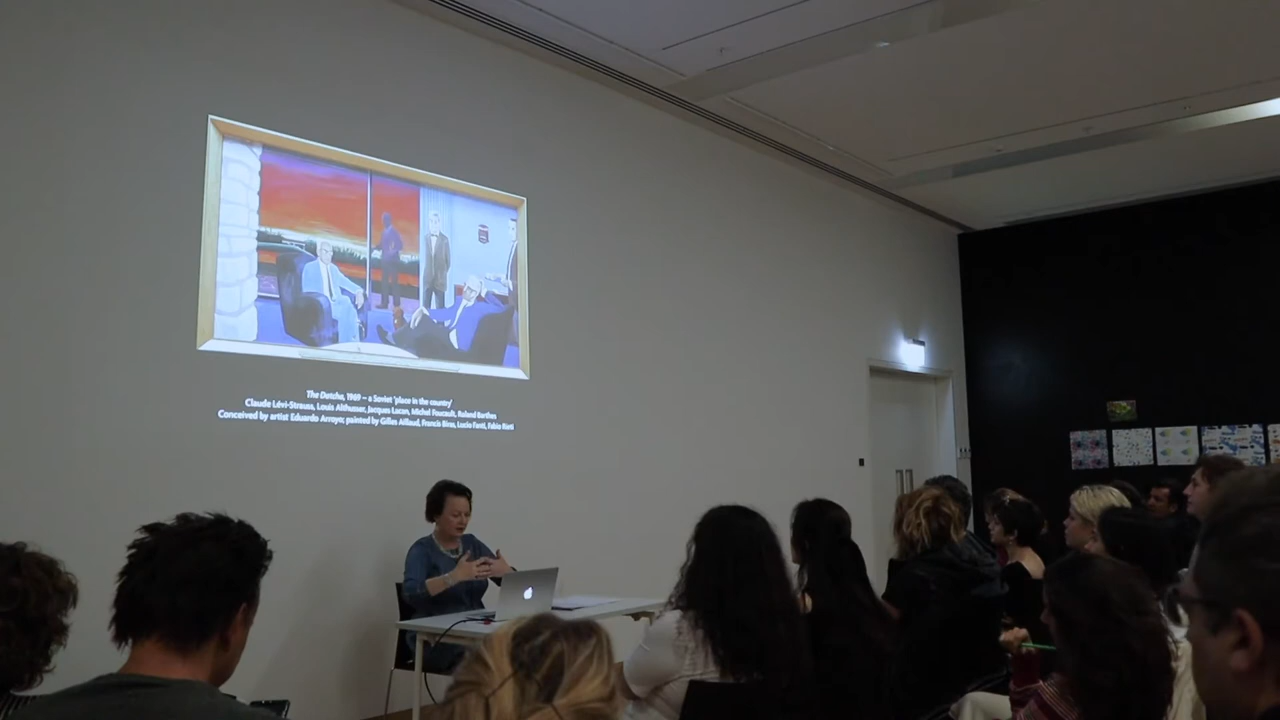 The Datcha, 1969 – a Soviet 'place in the country'
Claude Lévi-Strauss, Louis Althusser, Jacques Lacan, Michel Foucault, Roland Barthes
Conceived by artist Eduardo Arroyo; painted by Gilles Aillaud, Francis Biras, Lucio Fanti, Fabio Rieti